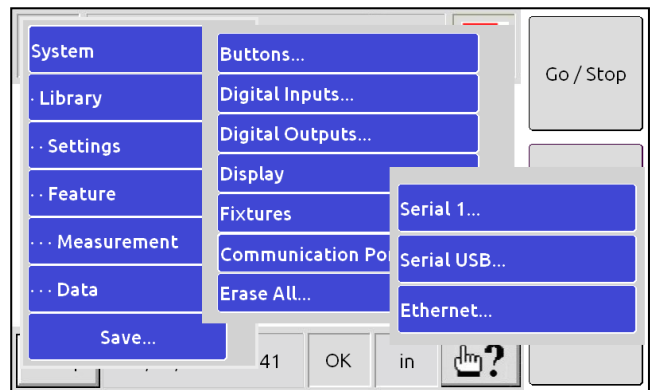 System
· Library
· · Settings
· · Feature
· · · Measurement
· · · Data
Save...
Buttons...
Digital Inputs...
Digital Outputs...
Display
Fixtures
Communication Po
Erase All...
Serial 1...
Serial USB...
Ethernet...
Go / Stop
41
OK
in
?